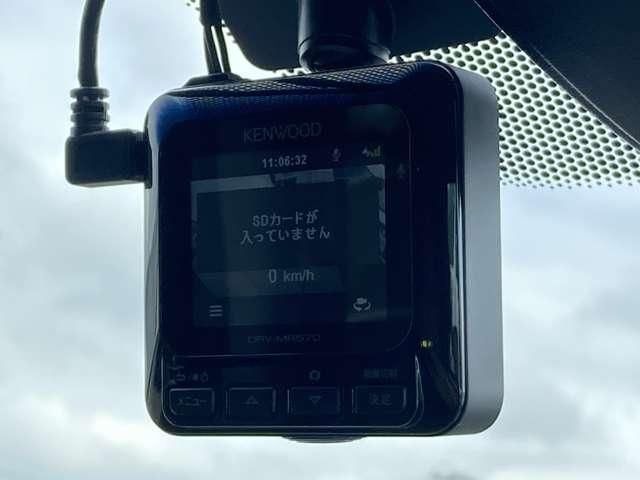 KENWOOD
11:06:32
SDカードが
入っていません
0 km/h
DRV-MR570
メニュー
決定